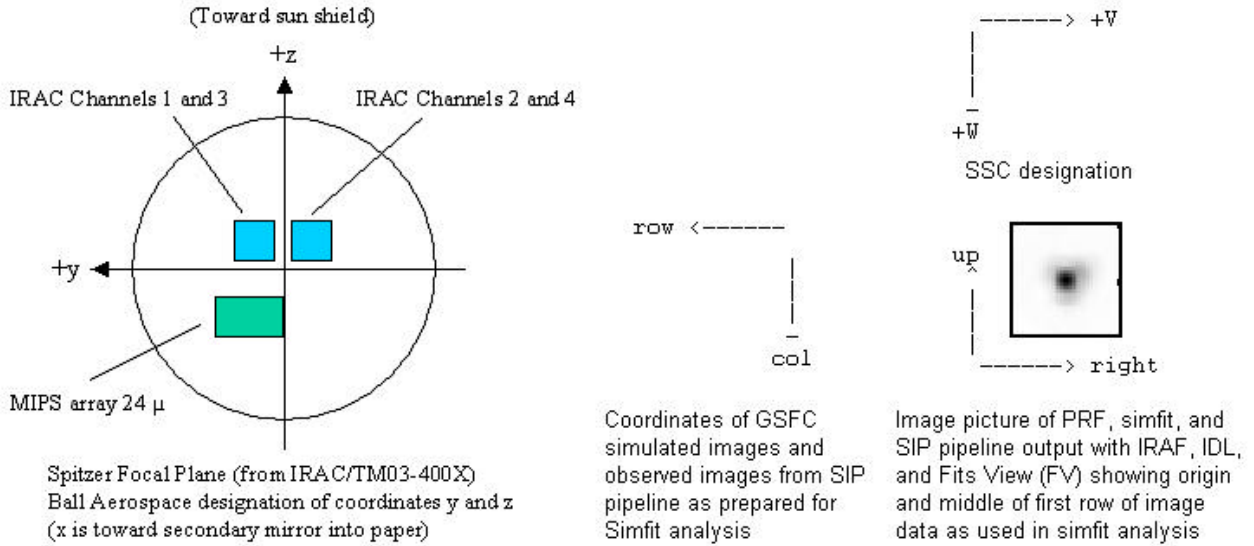 (Toward sun shield)
+z
IRAC Channels 1 and 3
IRAC Channels 2 and 4
+y
MIPS array 24 μ
Spitzer Focal Plane (from IRAC/TM03-400X)
Ball Aerospace designation of coordinates y and z
(x is toward secondary mirror into paper)
row <------
col
Coordinates of GSFC
simulated images and
observed images from SIP
pipeline as prepared for
Simfit analysis
------> +V
+W
SSC designation
up
------> right
Image picture of PRF, simfit, and
SIP pipeline output with IRAF, IDL,
and Fits View (FV) showing origin
and middle of first row of image
data as used in simfit analysis